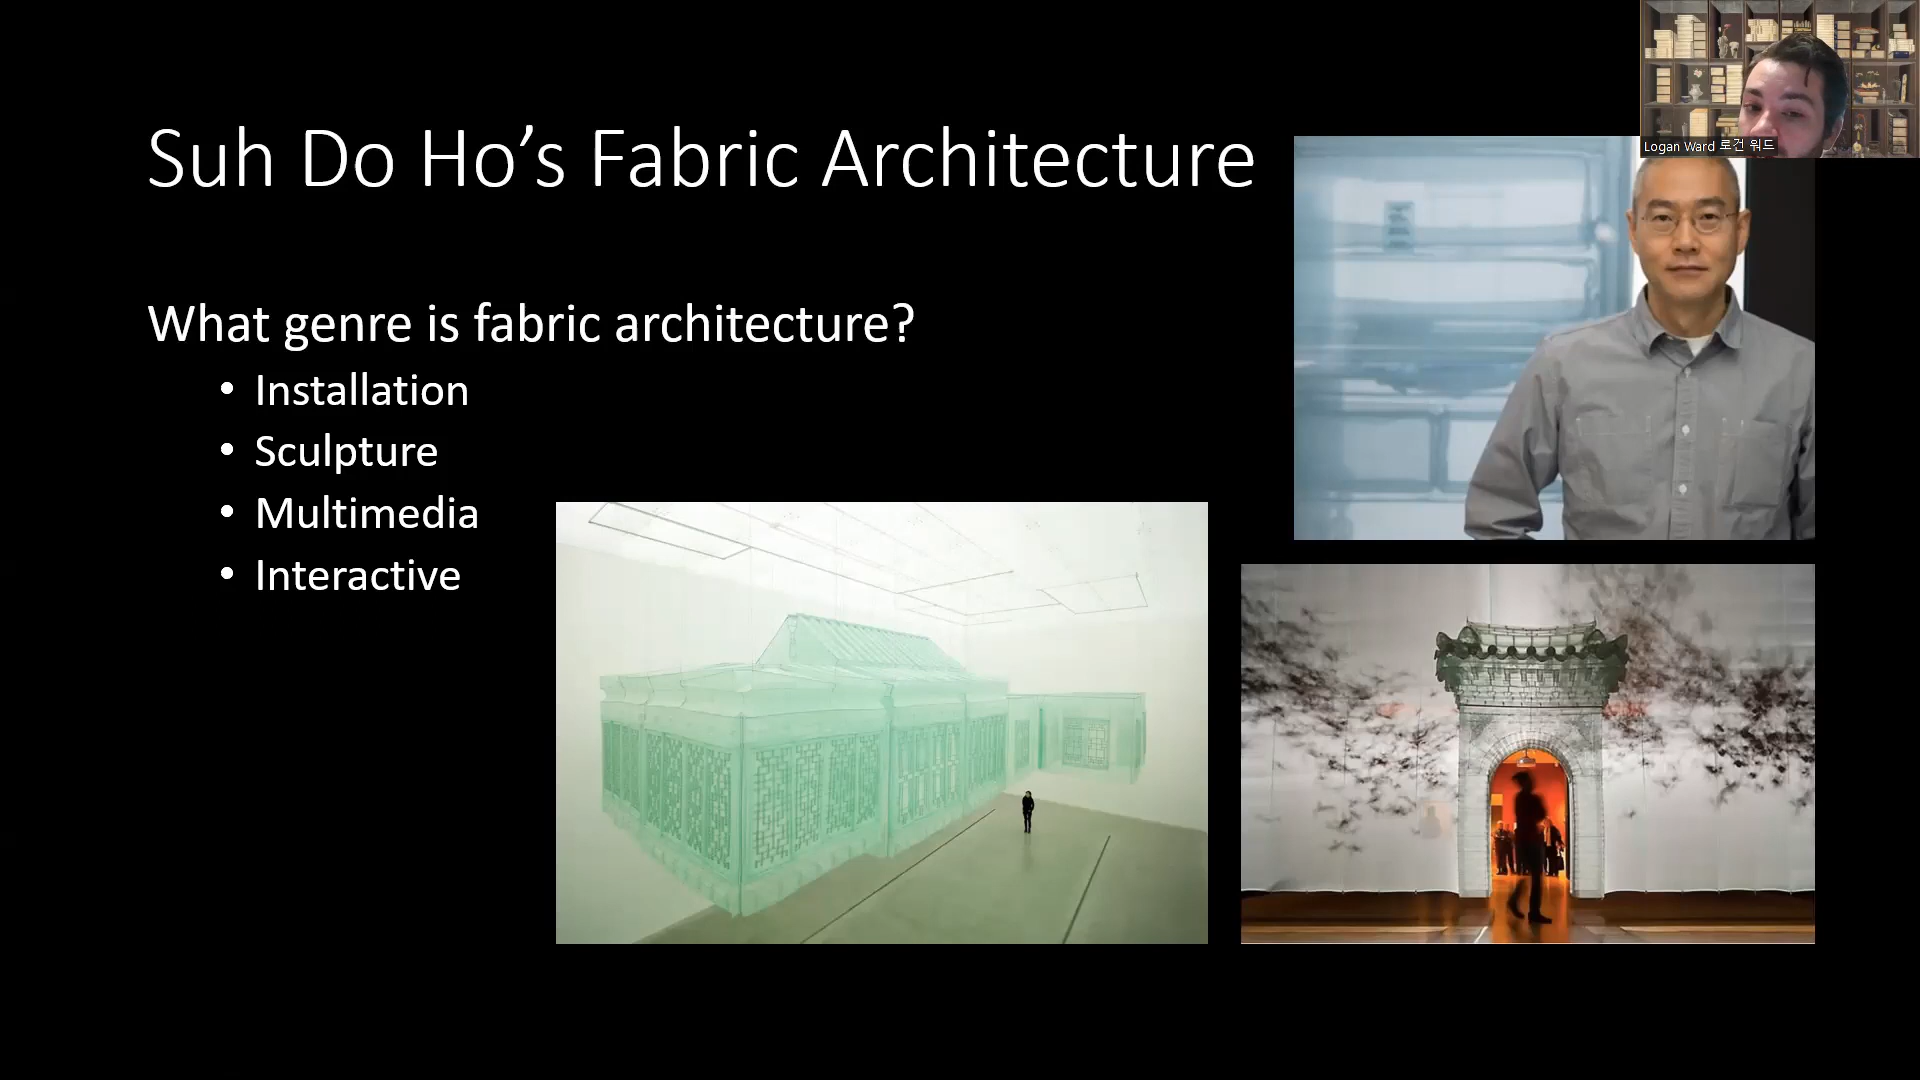 Suh Do Ho’s Fabric Architecture
Logan Ward 로건 워드
What genre is fabric architecture?
• Installation
• Sculpture
• Multimedia
• Interactive